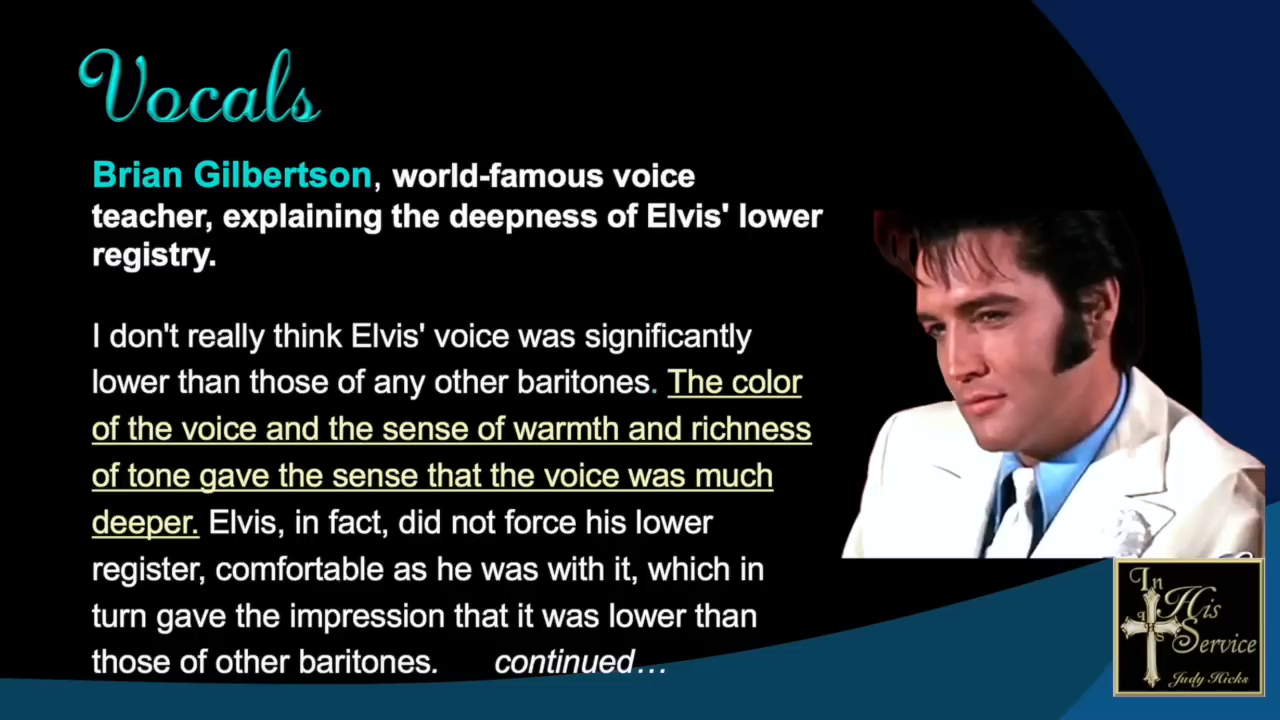 Vocals
Brian Gilbertson, world-famous voice
teacher, explaining the deepness of Elvis' lower
registry.
I don't really think Elvis' voice was significantly
lower than those of any other baritones. The color
of the voice and the sense of warmth and richness
of tone gave the sense that the voice was much
deeper. Elvis, in fact, did not force his lower
register, comfortable as he was with it, which in
turn gave the impression that it was lower than
those of other baritones. continued…
In
His
Service
Judy Hicks